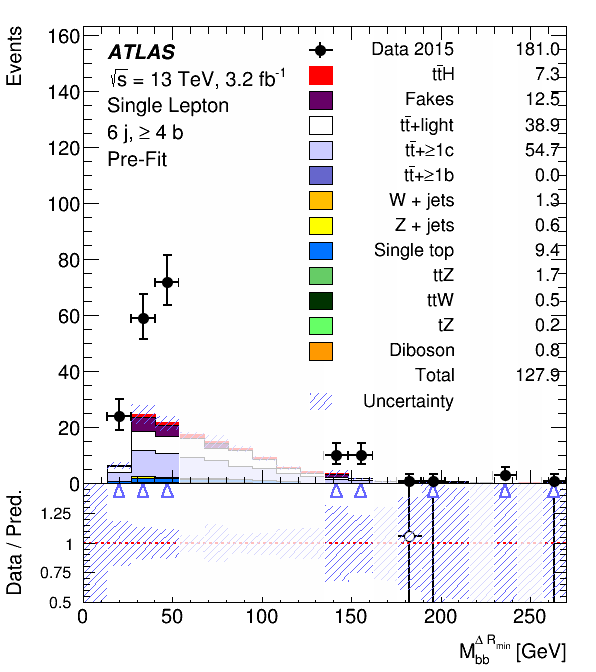 Events
160
140
120
100
80
60
40
20
0
ATLAS
√s = 13 TeV, 3.2 fb⁻¹
Single Lepton
6 j, ≥ 4 b
Pre-Fit
Data 2015 181.0
tt̄H 7.3
Fakes 12.5
tt̄+light 38.9
tt̄+≥1c 54.7
tt̄+≥1b 0.0
W + jets 1.3
Z + jets 0.6
Single top 9.4
ttZ 1.7
ttW 0.5
tZ 0.2
Diboson 0.8
Total 127.9
Uncertainty
Data / Pred.
1.25
1
0.75
0.5
0 50 100 150 200 250
M_bb^ΔR_min [GeV]